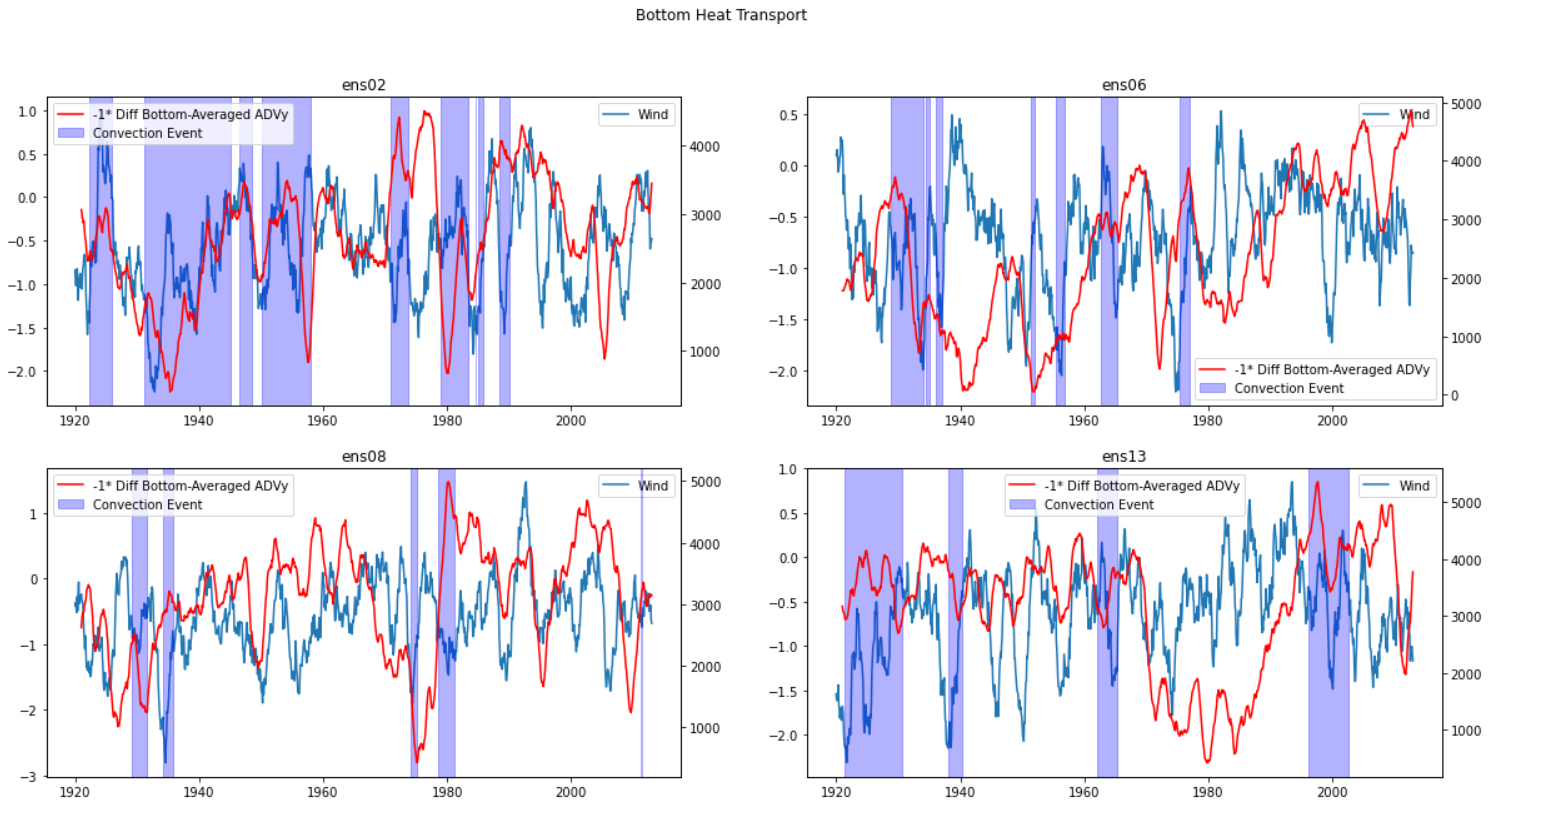 Bottom Heat Transport
ens02
-1* Diff Bottom-Averaged ADVy
Convection Event
Wind
1.0
0.5
0.0
−0.5
−1.0
−1.5
−2.0
4000
3000
2000
1000
1920 1940 1960 1980 2000
ens06
Wind
-1* Diff Bottom-Averaged ADVy
Convection Event
0.5
0.0
−0.5
−1.0
−1.5
−2.0
5000
4000
3000
2000
1000
0
1920 1940 1960 1980 2000
ens08
-1* Diff Bottom-Averaged ADVy
Convection Event
Wind
1
0
−1
−2
−3
5000
4000
3000
2000
1000
1920 1940 1960 1980 2000
ens13
-1* Diff Bottom-Averaged ADVy
Convection Event
Wind
1.0
0.5
0.0
−0.5
−1.0
−1.5
−2.0
5000
4000
3000
2000
1000
1920 1940 1960 1980 2000